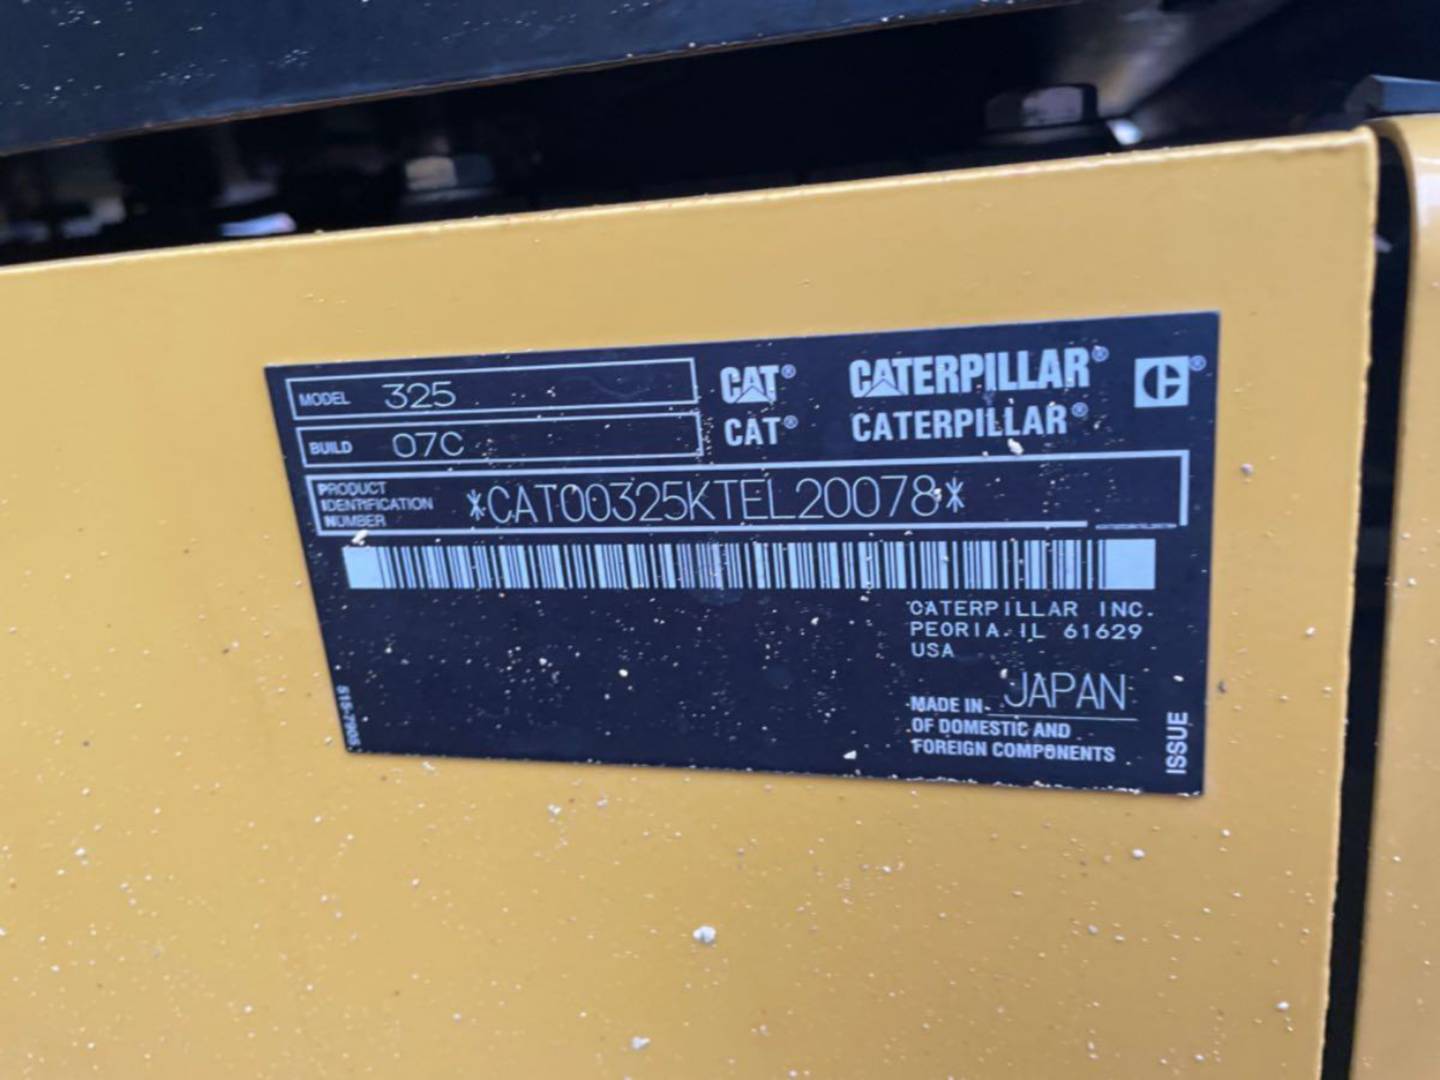 MODEL 325
BUILD 07C
CAT® CATERPILLAR®
CAT® CATERPILLAR®
PRODUCT
IDENTIFICATION
NUMBER
*CAT00325KTEL20078*
CATERPILLAR INC.
PEORIA IL 61629
USA
MADE IN JAPAN
OF DOMESTIC AND
FOREIGN COMPONENTS
ISSUE